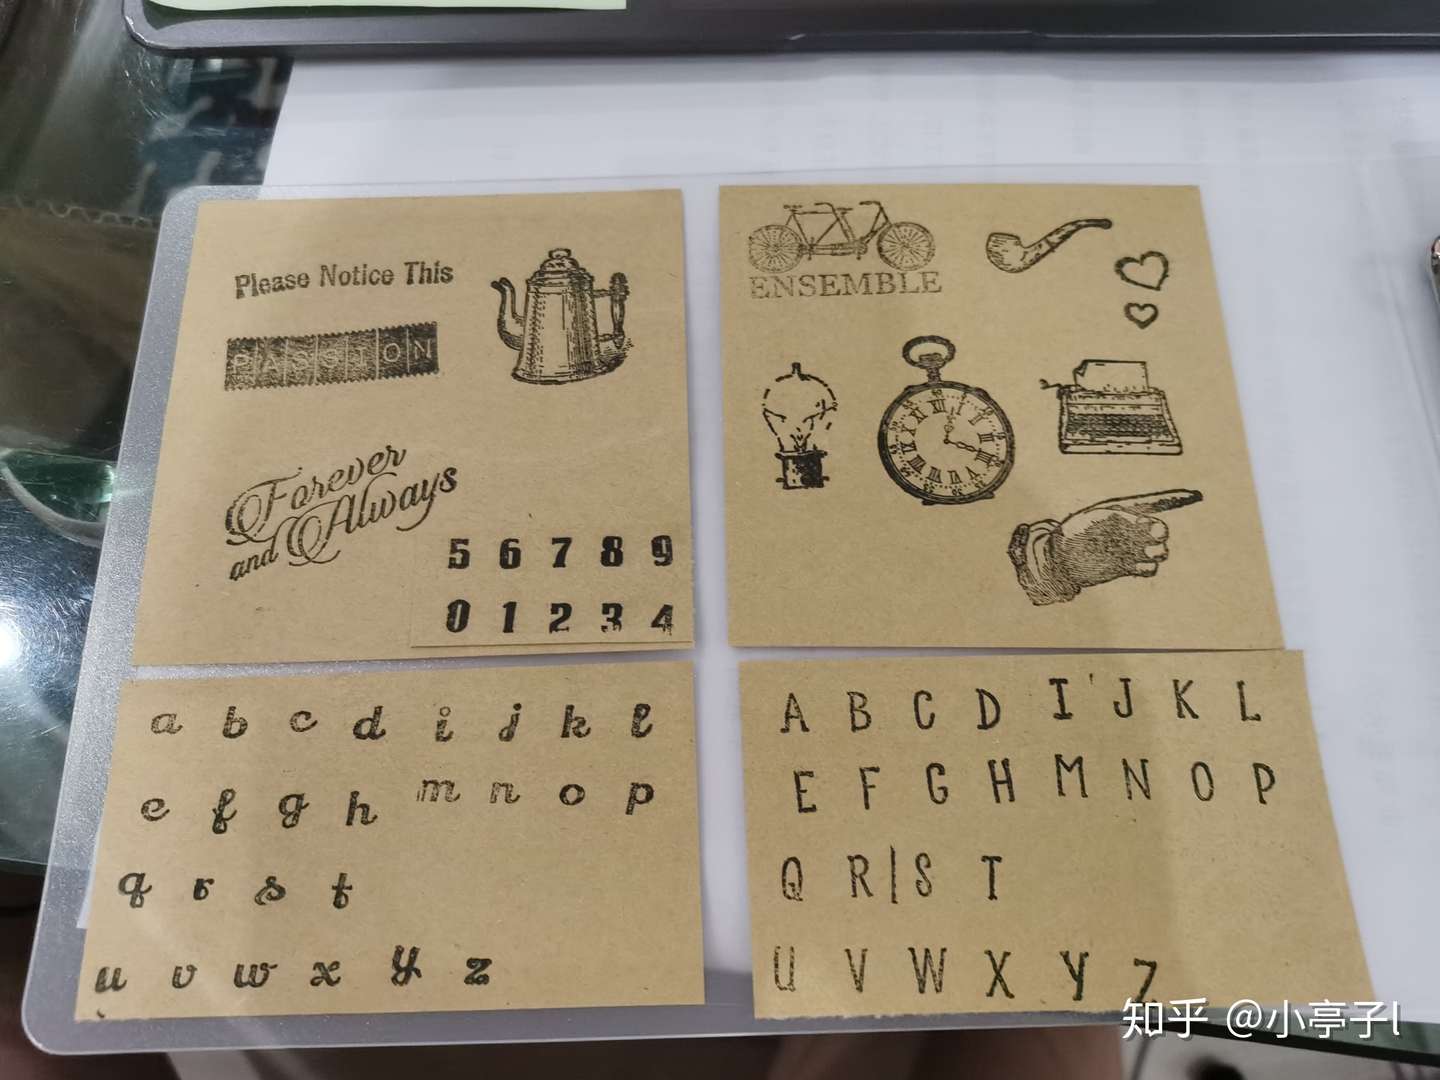 Please Notice This
PASSION
Forever
and Always
5 6 7 8 9
0 1 2 3 4
ENSEMBLE
a b c d i j k l
e f g h m n o p
q r s t
u v w x y z
A B C D I J K L
E F G H M N O P
Q R S T
U V W X Y Z
知乎 @小亭子l